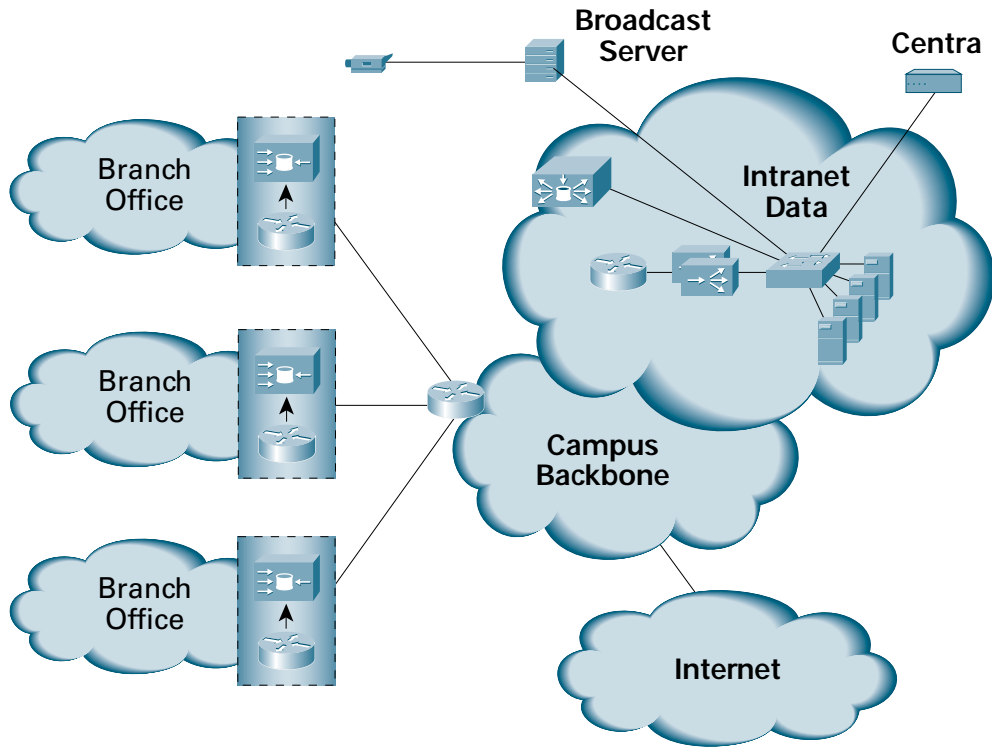 Broadcast
Server
Centra
Branch
Office
Intranet
Data
Branch
Office
Campus
Backbone
Branch
Office
Internet